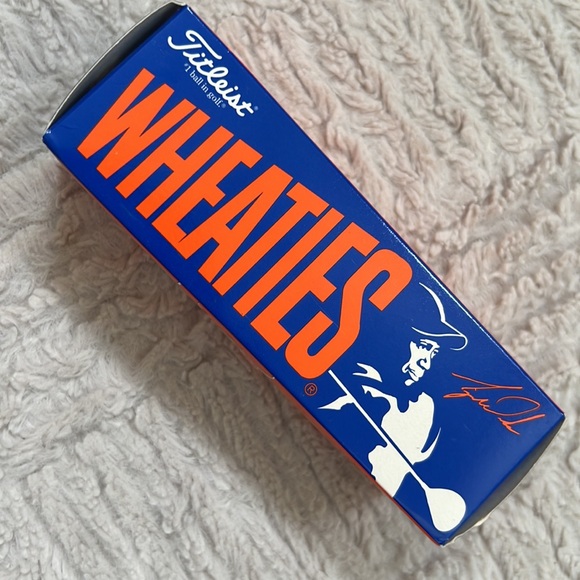 Titleist®
#1 ball in golf.®
WHEATIES®